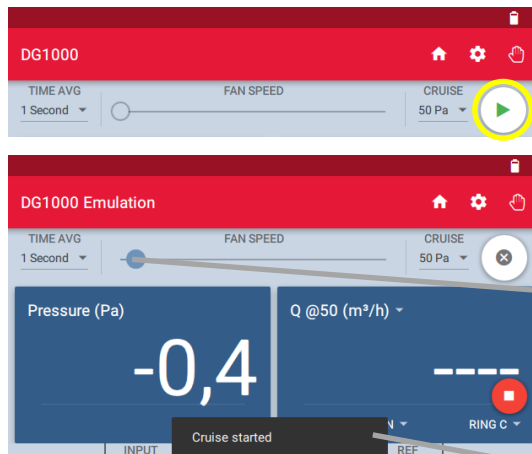 DG1000
TIME AVG FAN SPEED CRUISE
1 Second 50 Pa
DG1000 Emulation
TIME AVG FAN SPEED CRUISE
1 Second 50 Pa
Pressure (Pa) Q @50 (m³/h)
-0,4 ----
N RING C
Cruise started
INPUT REF